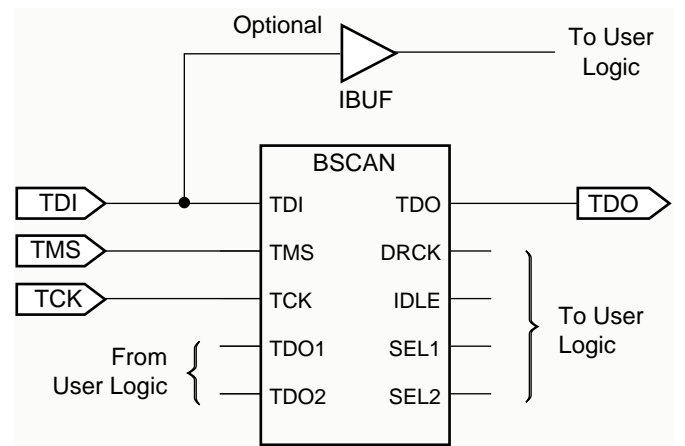 Optional
To User
Logic
IBUF
BSCAN
TDI
TDI
TDO
TDO
TMS
TMS
DRCK
TCK
TCK
IDLE
To User
Logic
From
User Logic
TDO1
SEL1
TDO2
SEL2